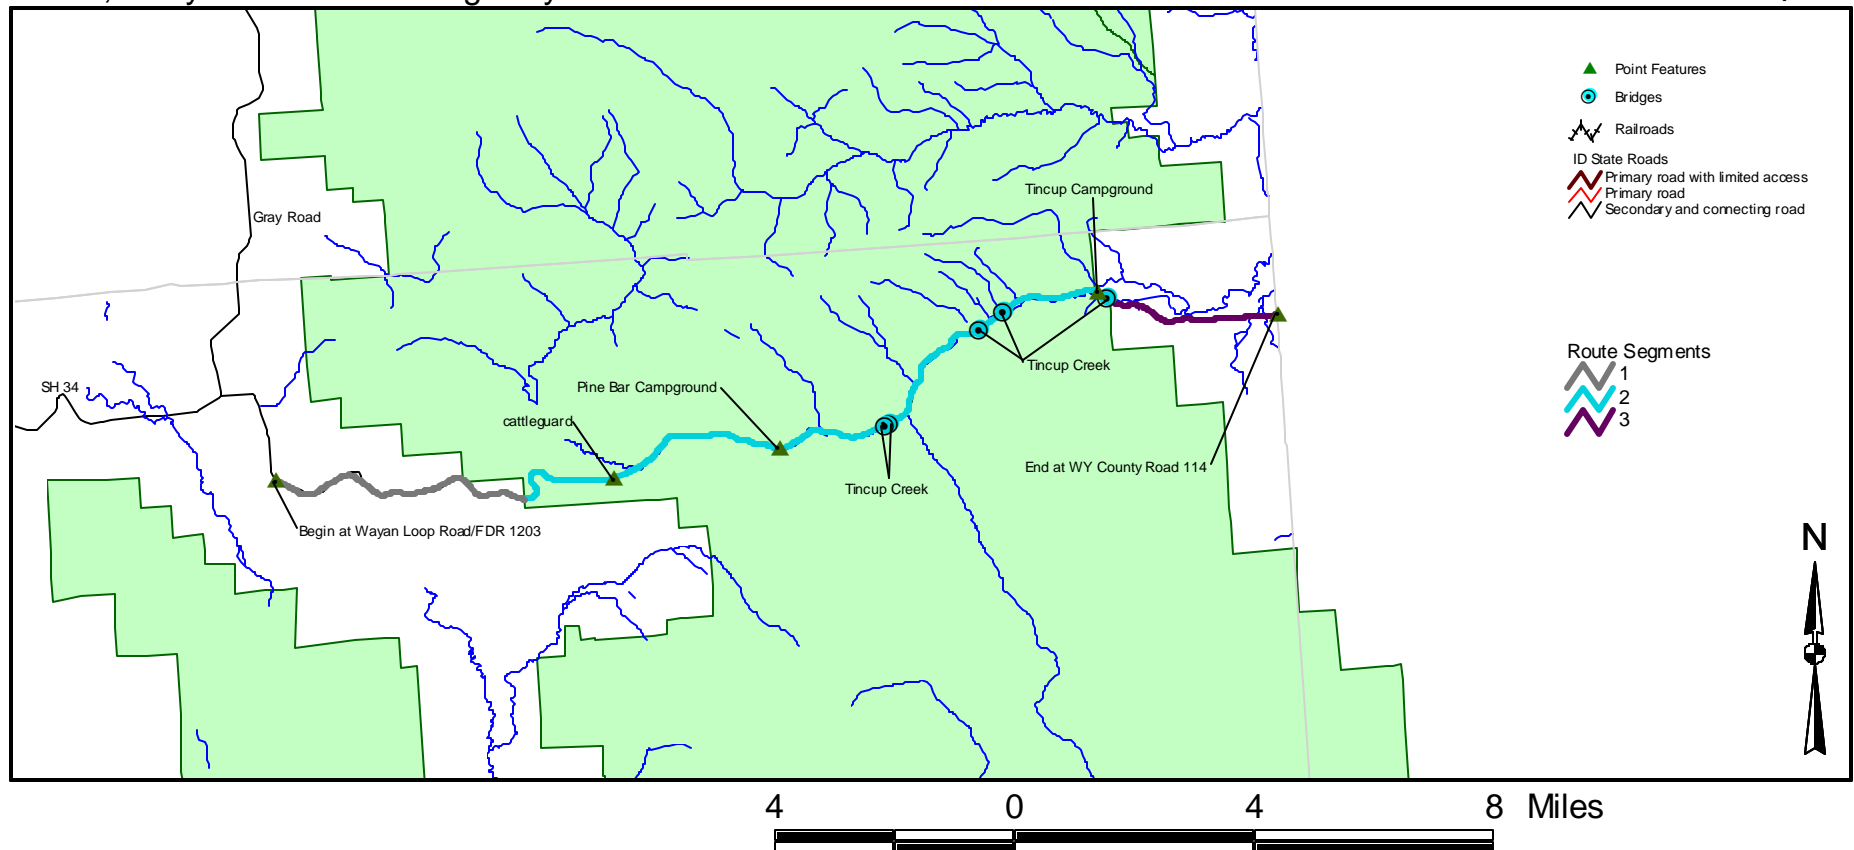 Point Features
Bridges
Railroads
ID State Roads
Primary road with limited access
Primary road
Secondary and connecting road
Tincup Campground
Gray Road
Route Segments
1
2
3
Tincup Creek
SH 34
Pine Bar Campground
cattleguard
End at WY County Road 114
Tincup Creek
Begin at Wayan Loop Road/FDR 1203
N
4 0 4 8 Miles